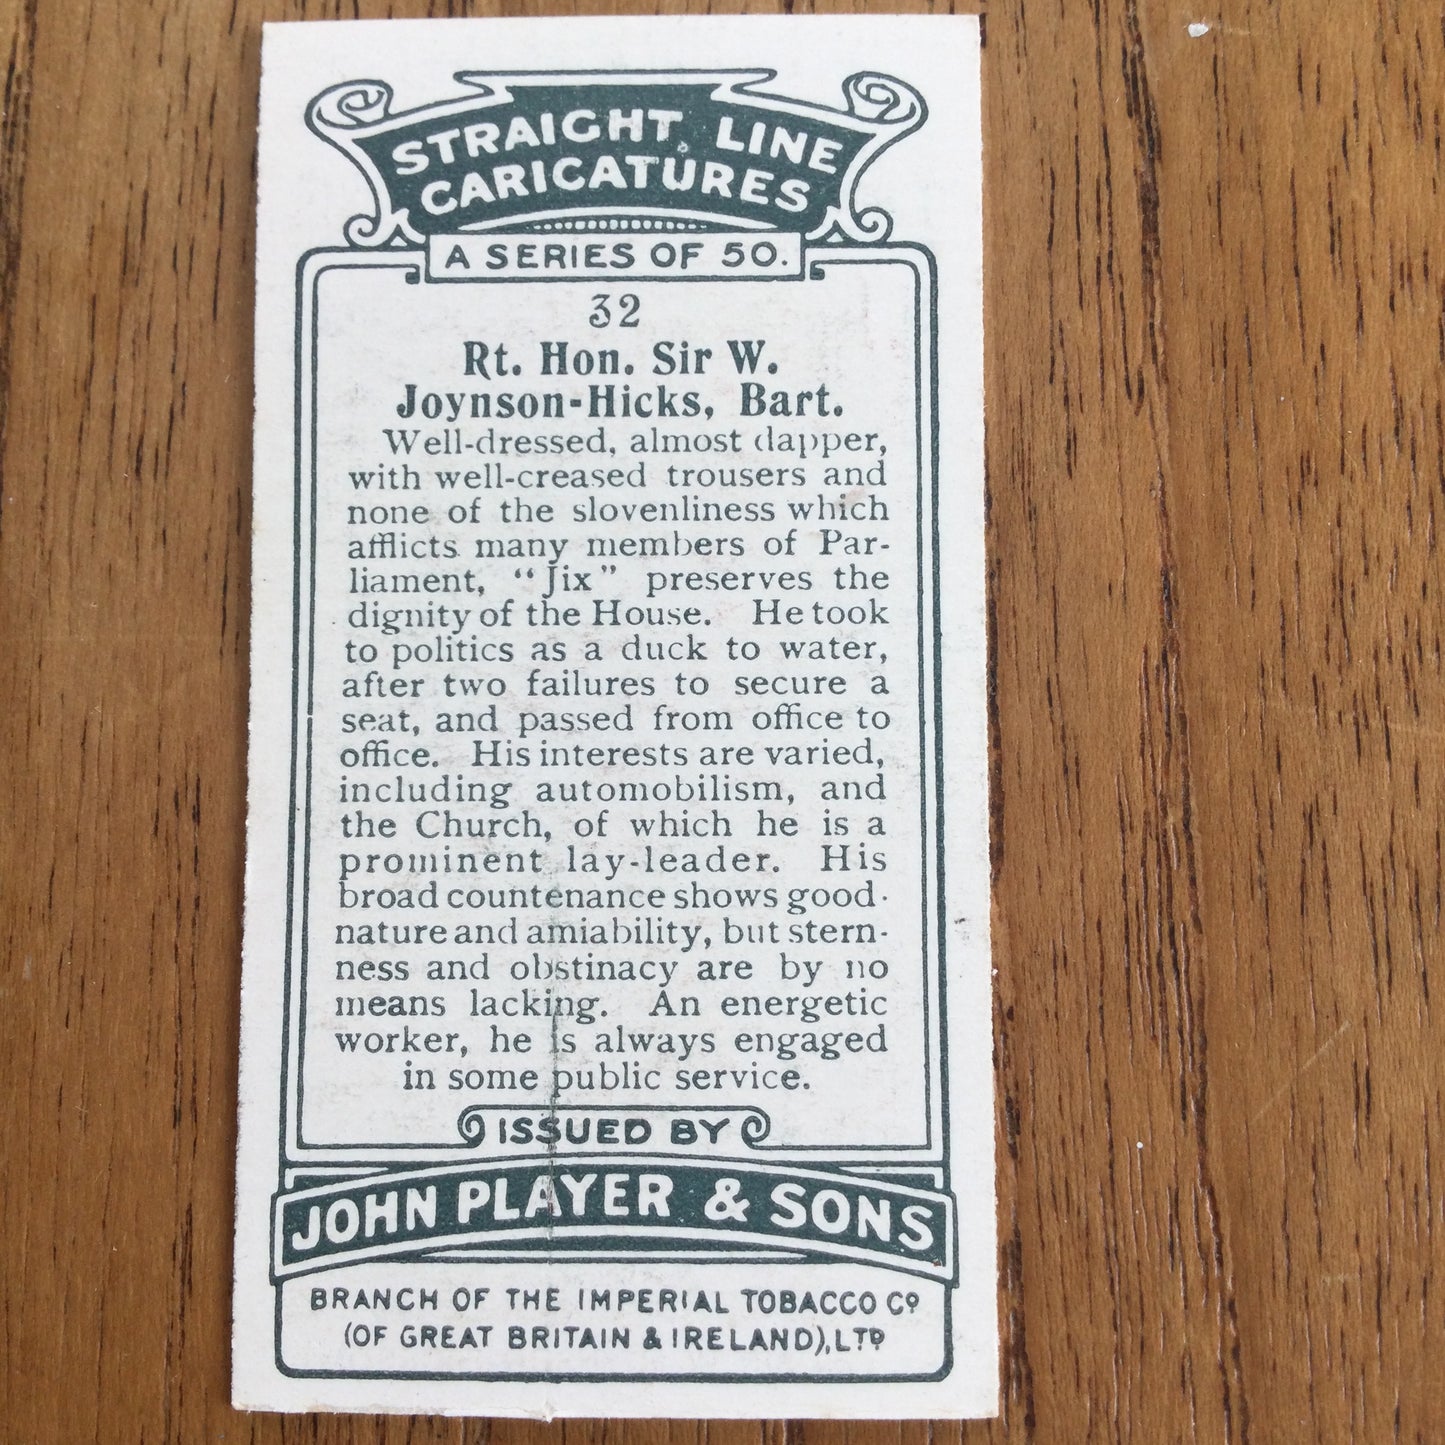 STRAIGHT LINE
CARICATURES
A SERIES OF 50.
32
Rt. Hon. Sir W.
Joynson-Hicks, Bart.
Well-dressed, almost dapper,
with well-creased trousers and
none of the slovenliness which
afflicts many members of Par-
liament, “Jix” preserves the
dignity of the House. He took
to politics as a duck to water,
after two failures to secure a
seat, and passed from office to
office. His interests are varied,
including automobilism, and
the Church, of which he is a
prominent lay-leader. His
broad countenance shows good-
nature and amiability, but stern-
ness and obstinacy are by no
means lacking. An energetic
worker, he is always engaged
in some public service.
ISSUED BY
JOHN PLAYER & SONS
BRANCH OF THE IMPERIAL TOBACCO Cº
(OF GREAT BRITAIN & IRELAND), LTD